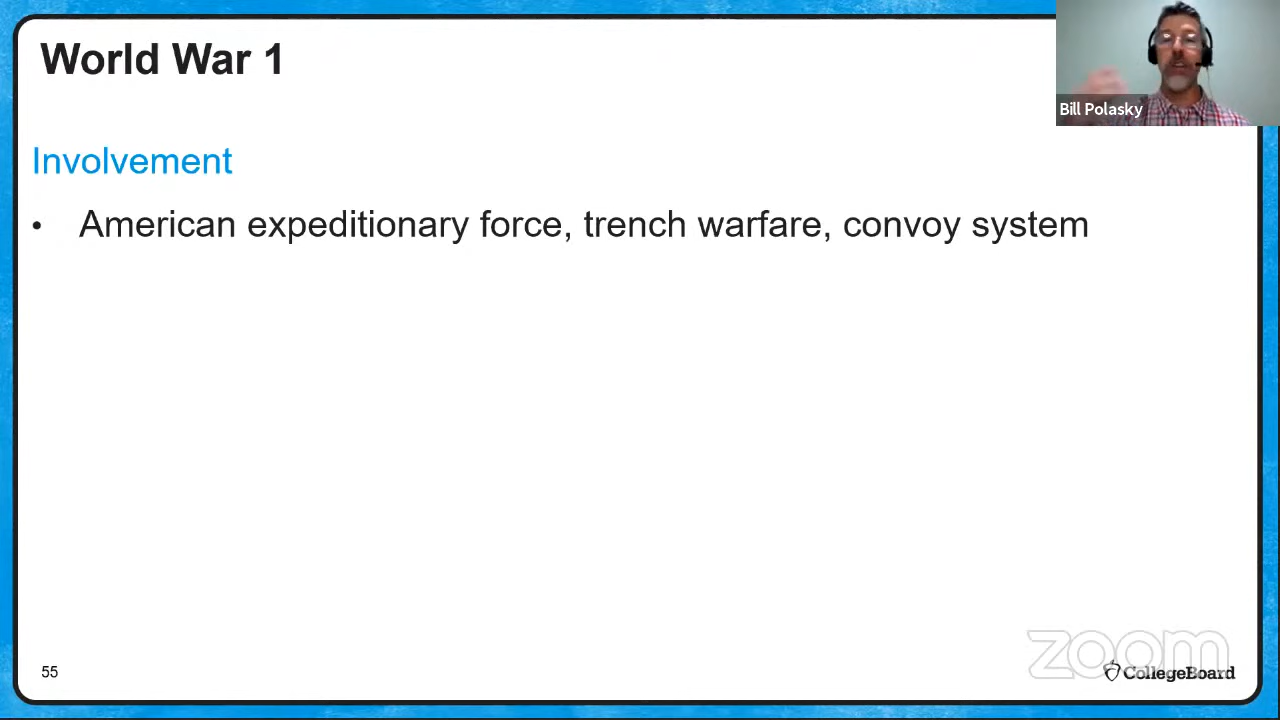 World War 1
Bill Polasky
Involvement
• American expeditionary force, trench warfare, convoy system
55
zoom
CollegeBoard